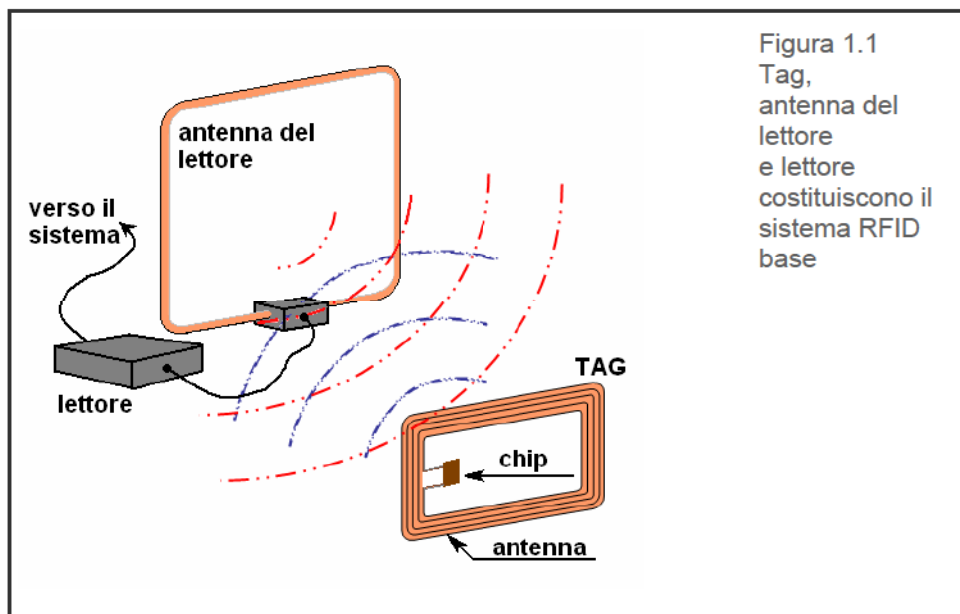 Figura 1.1
Tag,
antenna del
lettore
e lettore
costituiscono il
sistema RFID
base
antenna del
lettore
verso il
sistema
lettore
TAG
chip
antenna